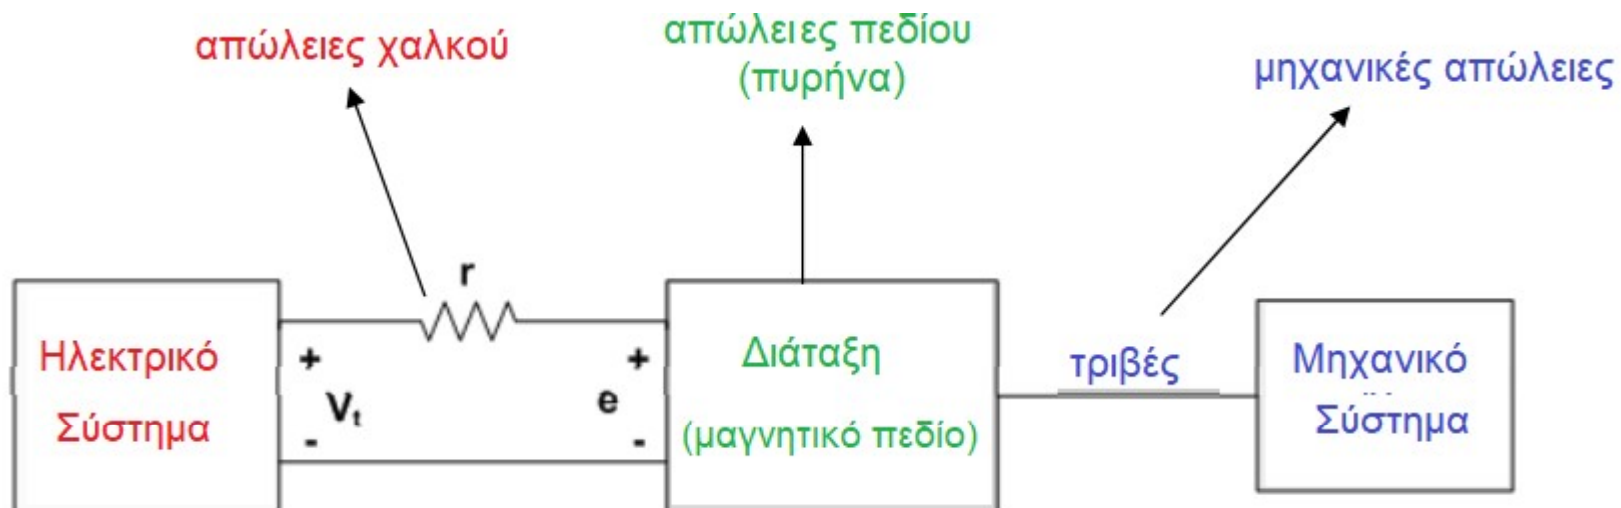 απώλειες χαλκού
απώλειες πεδίου
(πυρήνα)
μηχανικές απώλειες
r
Ηλεκτρικό
Σύστημα
+
Vt
-
+
e
-
Διάταξη
(μαγνητικό πεδίο)
τριβές
Μηχανικό
Σύστημα